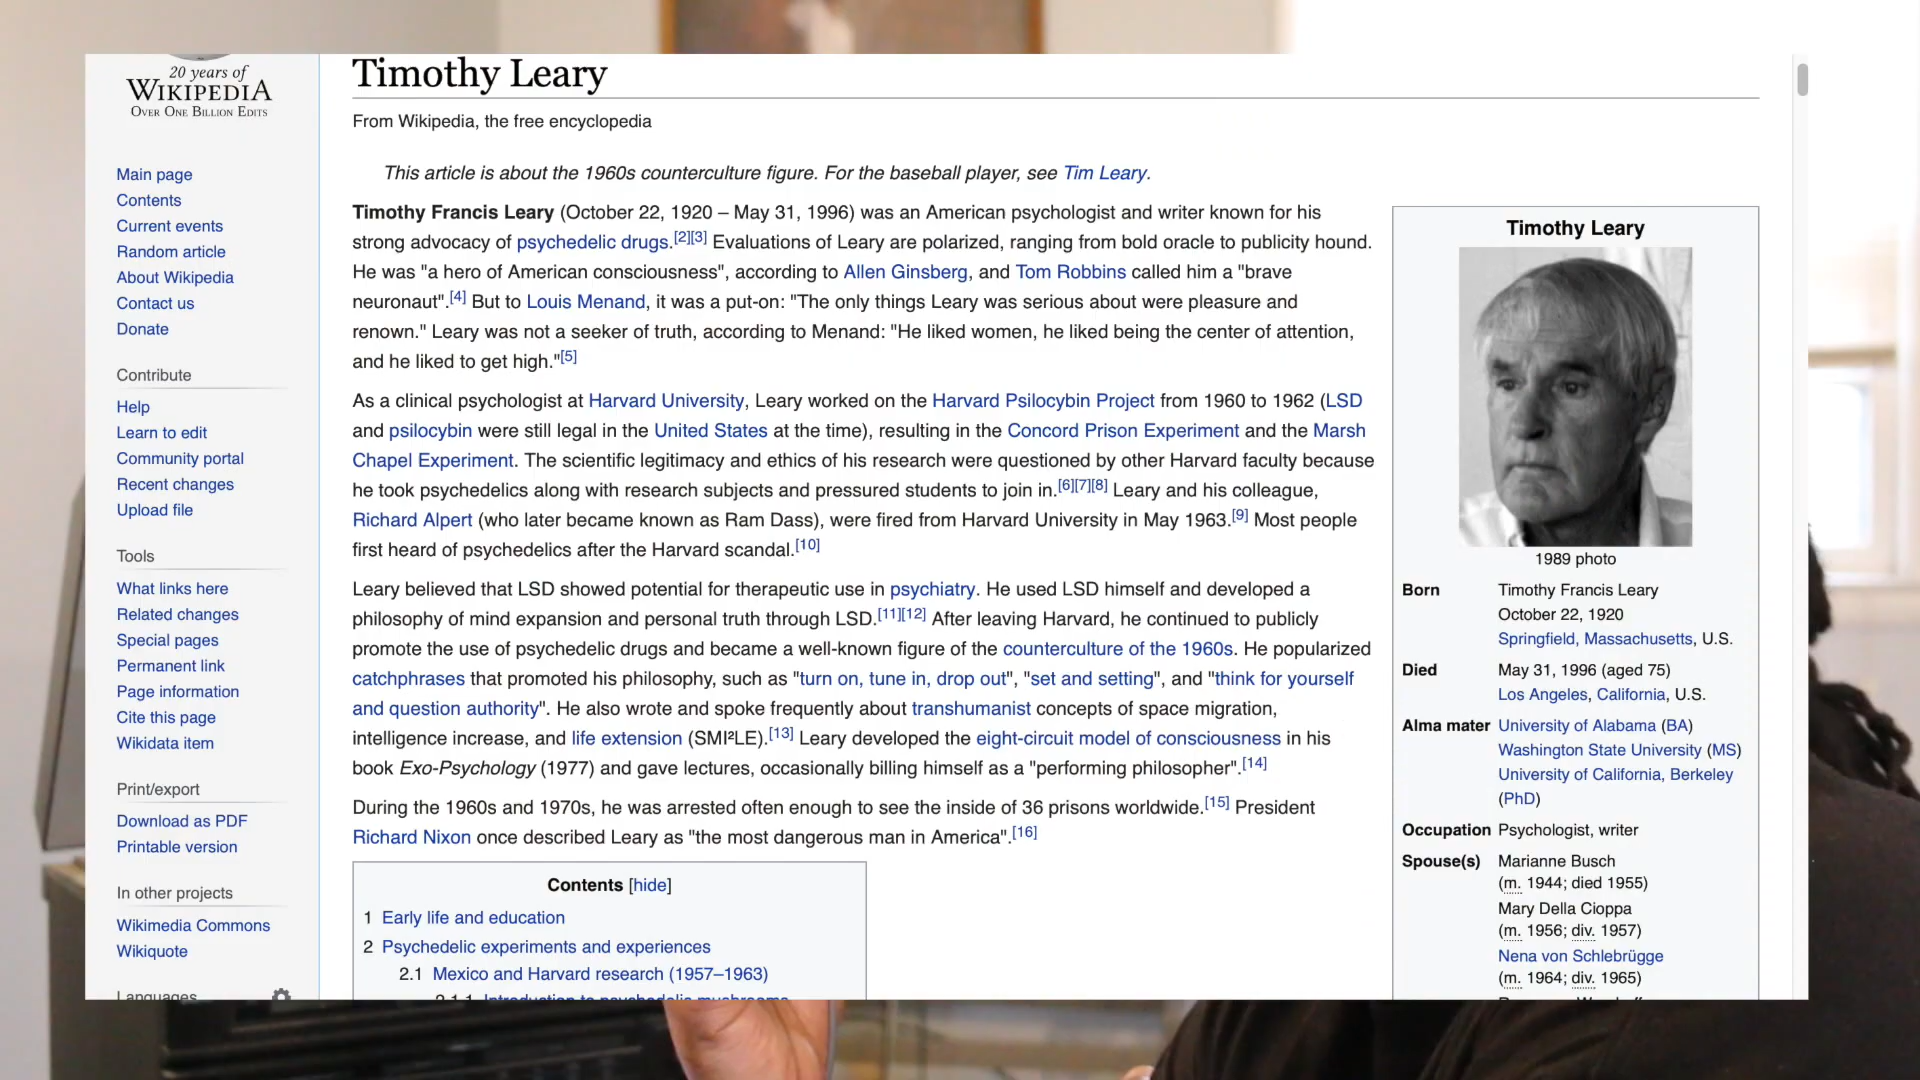 20 years of
WIKIPEDIA
OVER ONE BILLION EDITS
Main page
Contents
Current events
Random article
About Wikipedia
Contact us
Donate
Contribute
Help
Learn to edit
Community portal
Recent changes
Upload file
Tools
What links here
Related changes
Special pages
Permanent link
Page information
Cite this page
Wikidata item
Print/export
Download as PDF
Printable version
In other projects
Wikimedia Commons
Wikiquote
Languages
Timothy Leary
From Wikipedia, the free encyclopedia
This article is about the 1960s counterculture figure. For the baseball player, see Tim Leary.
Timothy Francis Leary (October 22, 1920 – May 31, 1996) was an American psychologist and writer known for his
strong advocacy of psychedelic drugs.[2][3] Evaluations of Leary are polarized, ranging from bold oracle to publicity hound.
He was "a hero of American consciousness", according to Allen Ginsberg, and Tom Robbins called him a "brave
neuronaut".[4] But to Louis Menand, it was a put-on: "The only things Leary was serious about were pleasure and
renown." Leary was not a seeker of truth, according to Menand: "He liked women, he liked being the center of attention,
and he liked to get high."[5]
As a clinical psychologist at Harvard University, Leary worked on the Harvard Psilocybin Project from 1960 to 1962 (LSD
and psilocybin were still legal in the United States at the time), resulting in the Concord Prison Experiment and the Marsh
Chapel Experiment. The scientific legitimacy and ethics of his research were questioned by other Harvard faculty because
he took psychedelics along with research subjects and pressured students to join in.[6][7][8] Leary and his colleague,
Richard Alpert (who later became known as Ram Dass), were fired from Harvard University in May 1963.[9] Most people
first heard of psychedelics after the Harvard scandal.[10]
Leary believed that LSD showed potential for therapeutic use in psychiatry. He used LSD himself and developed a
philosophy of mind expansion and personal truth through LSD.[11][12] After leaving Harvard, he continued to publicly
promote the use of psychedelic drugs and became a well-known figure of the counterculture of the 1960s. He popularized
catchphrases that promoted his philosophy, such as "turn on, tune in, drop out", "set and setting", and "think for yourself
and question authority". He also wrote and spoke frequently about transhumanist concepts of space migration,
intelligence increase, and life extension (SMI²LE).[13] Leary developed the eight-circuit model of consciousness in his
book Exo-Psychology (1977) and gave lectures, occasionally billing himself as a "performing philosopher".[14]
During the 1960s and 1970s, he was arrested often enough to see the inside of 36 prisons worldwide.[15] President
Richard Nixon once described Leary as "the most dangerous man in America".[16]
Contents [hide]
1 Early life and education
2 Psychedelic experiments and experiences
2.1 Mexico and Harvard research (1957–1963)
2.1.1 Introduction to psychedelic mushrooms
Timothy Leary
1989 photo
Born Timothy Francis Leary
October 22, 1920
Springfield, Massachusetts, U.S.
Died May 31, 1996 (aged 75)
Los Angeles, California, U.S.
Alma mater University of Alabama (BA)
Washington State University (MS)
University of California, Berkeley
(PhD)
Occupation Psychologist, writer
Spouse(s) Marianne Busch
(m. 1944; died 1955)
Mary Della Cioppa
(m. 1956; div. 1957)
Nena von Schlebrügge
(m. 1964; div. 1965)